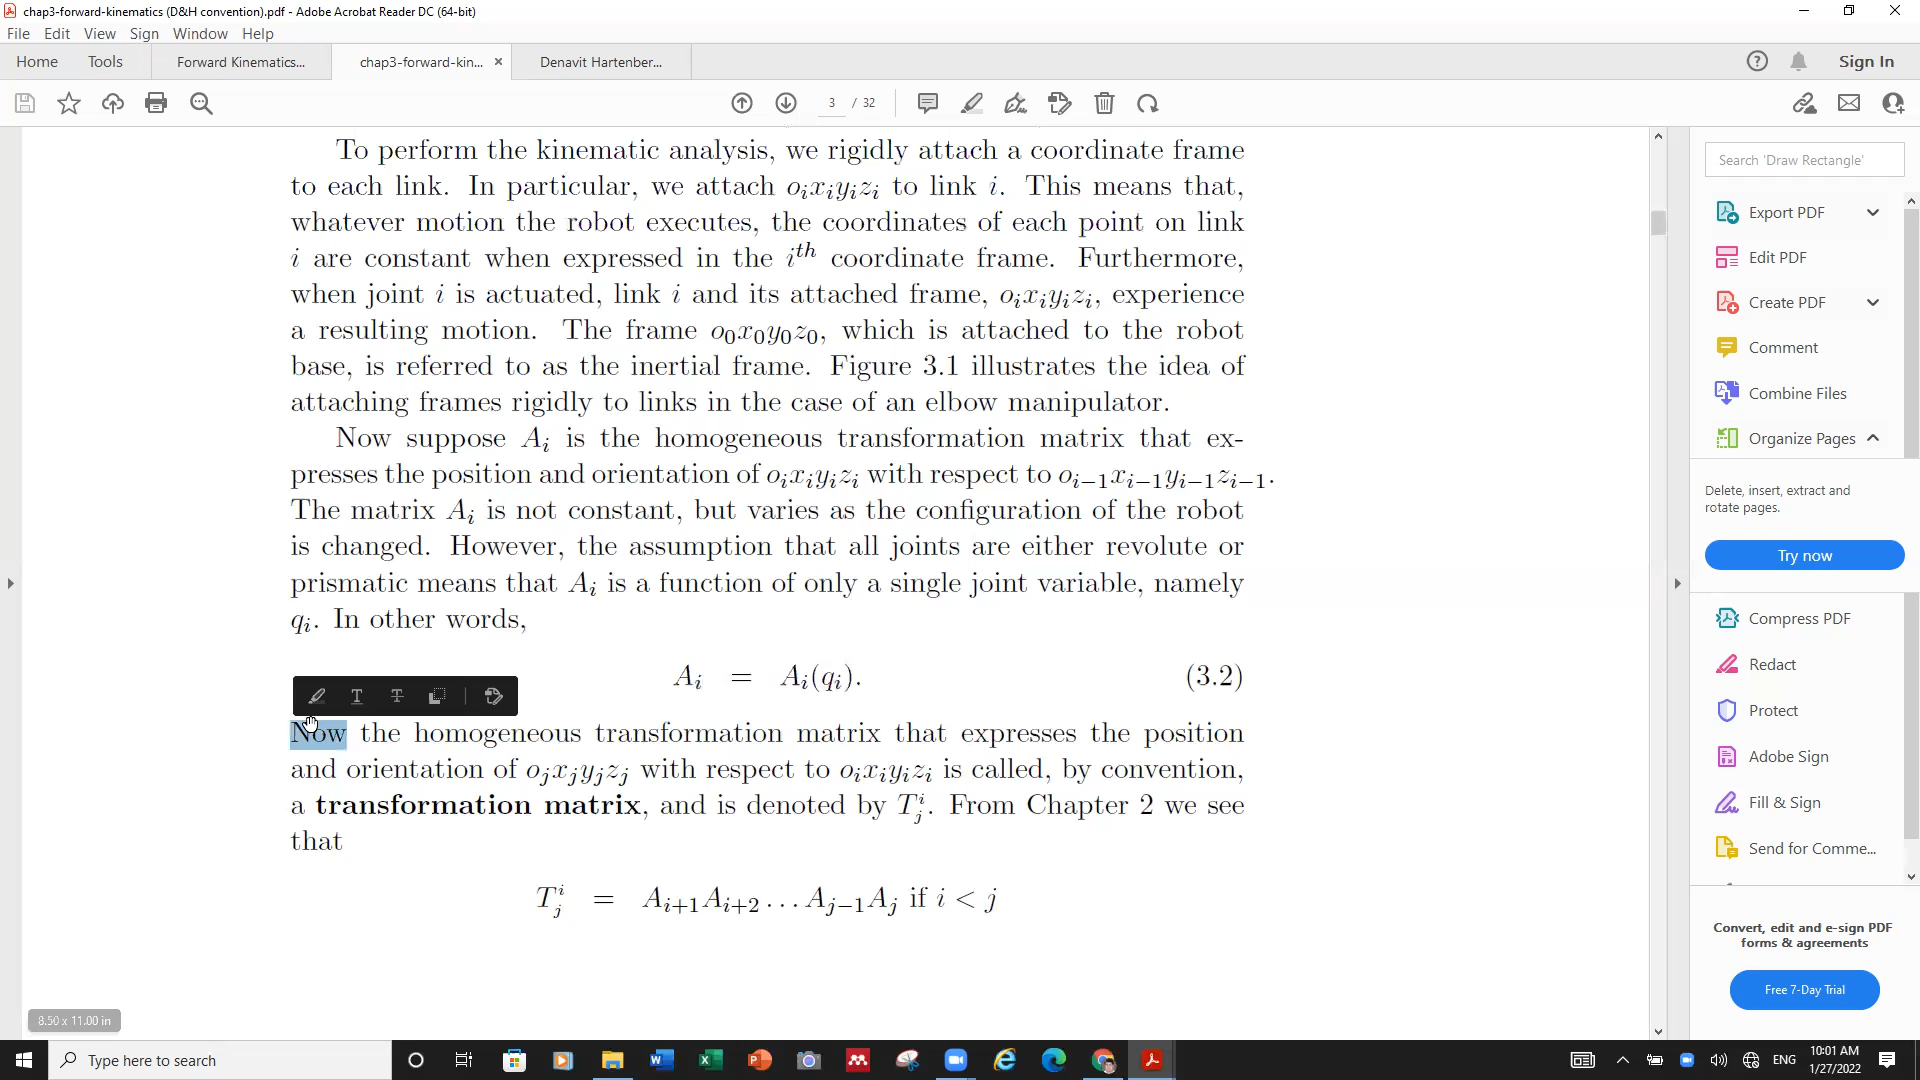 chap3-forward-kinematics (D&H convention).pdf - Adobe Acrobat Reader DC (64-bit)
File Edit View Sign Window Help
Home Tools Forward Kinematics... chap3-forward-kin... × Denavit Hartenber... Sign In
3 / 32
To perform the kinematic analysis, we rigidly attach a coordinate frame
to each link. In particular, we attach oᵢxᵢyᵢzᵢ to link i. This means that,
whatever motion the robot executes, the coordinates of each point on link
i are constant when expressed in the iᵗʰ coordinate frame. Furthermore,
when joint i is actuated, link i and its attached frame, oᵢxᵢyᵢzᵢ, experience
a resulting motion. The frame o₀x₀y₀z₀, which is attached to the robot
base, is referred to as the inertial frame. Figure 3.1 illustrates the idea of
attaching frames rigidly to links in the case of an elbow manipulator.
Now suppose Aᵢ is the homogeneous transformation matrix that ex-
presses the position and orientation of oᵢxᵢyᵢzᵢ with respect to oᵢ₋₁xᵢ₋₁yᵢ₋₁zᵢ₋₁.
The matrix Aᵢ is not constant, but varies as the configuration of the robot
is changed. However, the assumption that all joints are either revolute or
prismatic means that Aᵢ is a function of only a single joint variable, namely
qᵢ. In other words,
Aᵢ = Aᵢ(qᵢ). (3.2)
Now the homogeneous transformation matrix that expresses the position
and orientation of oⱼxⱼyⱼzⱼ with respect to oᵢxᵢyᵢzᵢ is called, by convention,
a transformation matrix, and is denoted by Tⁱⱼ. From Chapter 2 we see
that
Tⁱⱼ = Aᵢ₊₁Aᵢ₊₂ . . . Aⱼ₋₁Aⱼ if i < j
8.50 x 11.00 in
Search 'Draw Rectangle'
Export PDF
Edit PDF
Create PDF
Comment
Combine Files
Organize Pages
Delete, insert, extract and
rotate pages.
Try now
Compress PDF
Redact
Protect
Adobe Sign
Fill & Sign
Send for Comme...
Convert, edit and e-sign PDF
forms & agreements
Free 7-Day Trial
Type here to search
ENG
10:01 AM
1/27/2022